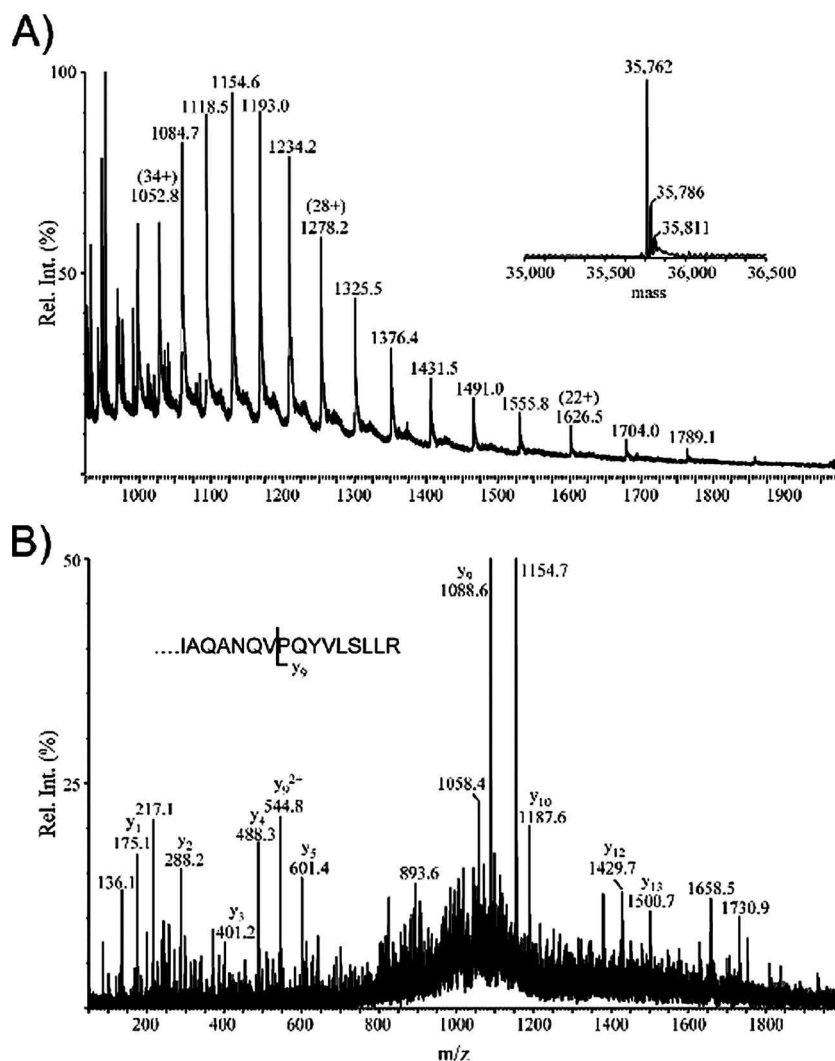 A)
100
50
Rel. Int. (%)
(34+)
1052.8
1084.7
1118.5
1154.6
1193.0
1234.2
(28+)
1278.2
1325.5
1376.4
1431.5
1491.0
1555.8
(22+)
1626.5
1704.0
1789.1
35,762
35,786
35,811
35,000 35,500 36,000 36,500
mass
1000 1100 1200 1300 1400 1500 1600 1700 1800 1900
B)
50
25
Rel. Int. (%)
....IAQANQVPQYVLSLLR
y9
y9
1088.6
1154.7
136.1
y1
175.1
217.1
y2
288.2
y3
401.2
y4
488.3
y9 2+
544.8
y5
601.4
893.6
1058.4
y10
1187.6
y12
1429.7
y13
1500.7
1658.5
1730.9
200 400 600 800 1000 1200 1400 1600 1800
m/z